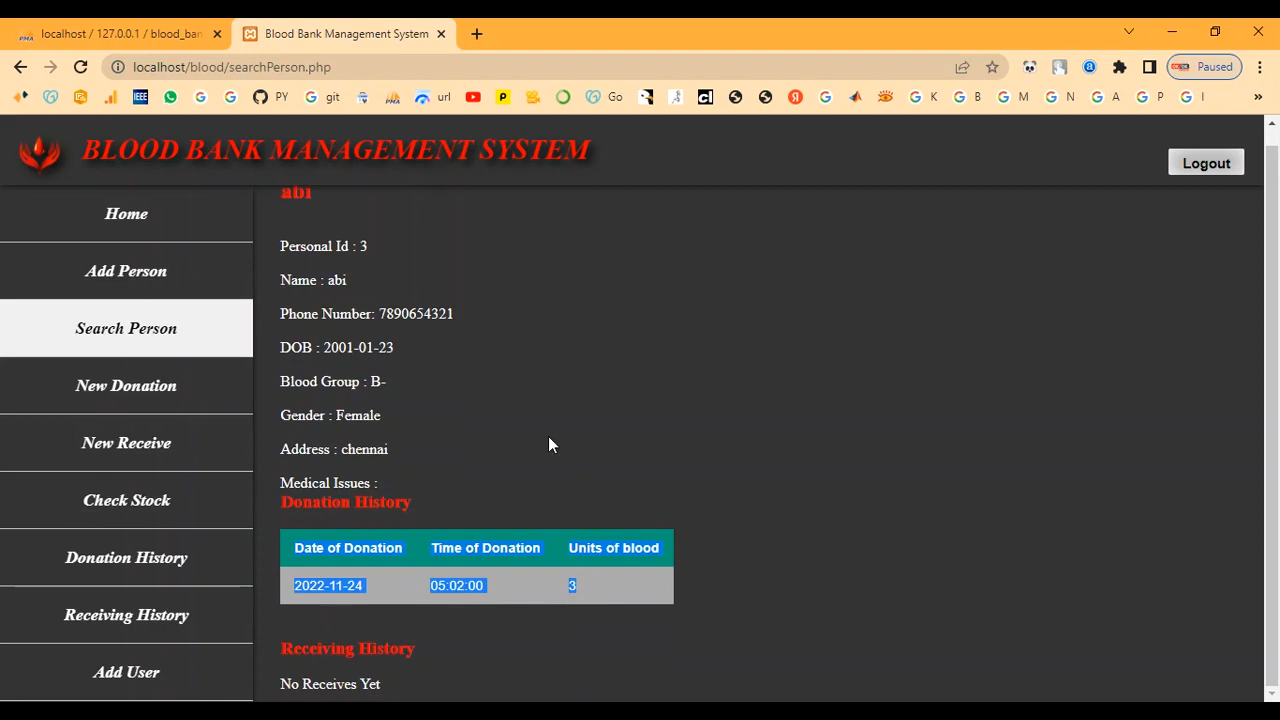 localhost / 127.0.0.1 / blood_ban
Blood Bank Management System
localhost/blood/searchPerson.php
Paused
IEEE
PY
git
PMA
url
Go
K
B
M
N
A
P
I
BLOOD BANK MANAGEMENT SYSTEM
Logout
Home
Add Person
Search Person
New Donation
New Receive
Check Stock
Donation History
Receiving History
Add User
abi
Personal Id : 3
Name : abi
Phone Number: 7890654321
DOB : 2001-01-23
Blood Group : B-
Gender : Female
Address : chennai
Medical Issues :
Donation History
Date of Donation Time of Donation Units of blood
2022-11-24 05:02:00 3
Receiving History
No Receives Yet